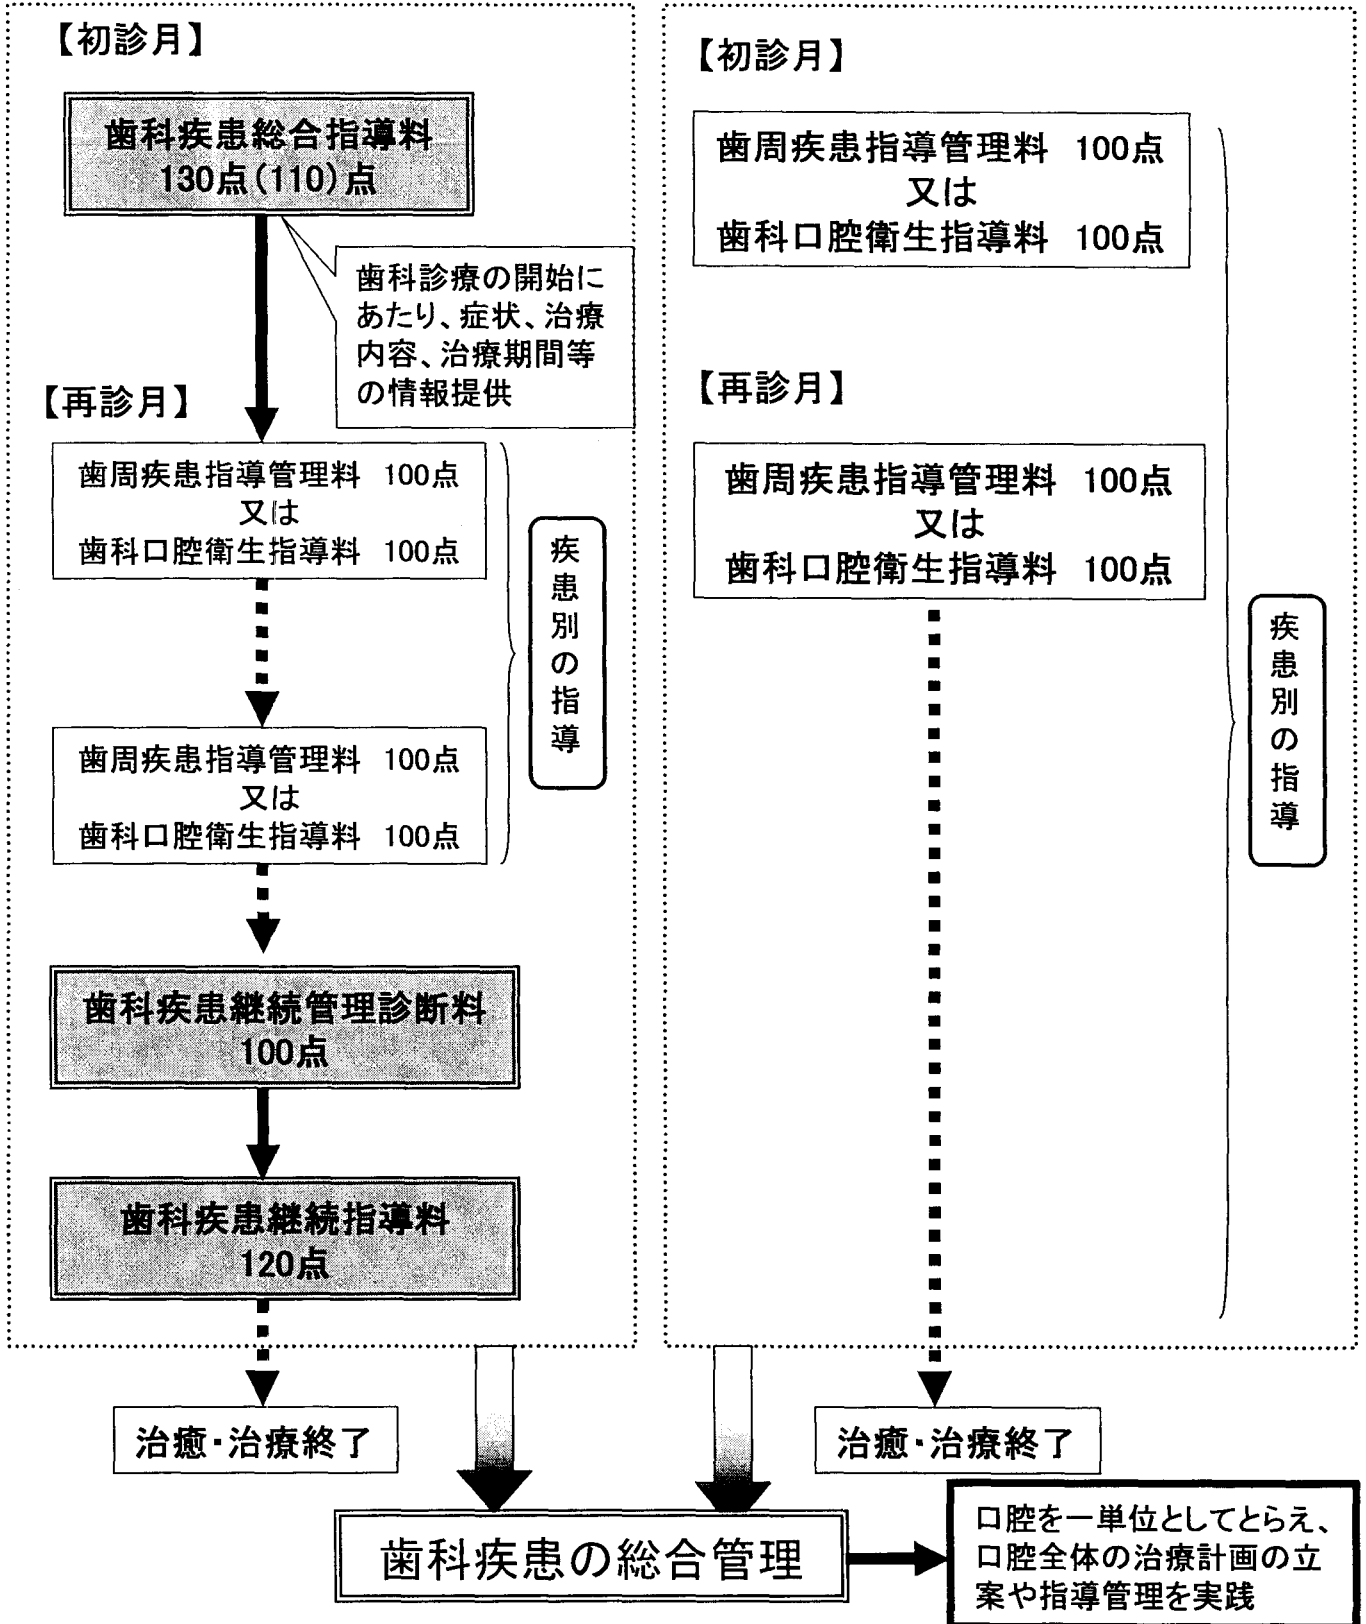 【初診月】
歯科疾患総合指導料
130点(110)点
歯科診療の開始に
あたり、症状、治療
内容、治療期間等
の情報提供
【再診月】
歯周疾患指導管理料 100点
又は
歯科口腔衛生指導料 100点
疾患別の指導
歯周疾患指導管理料 100点
又は
歯科口腔衛生指導料 100点
歯科疾患継続管理診断料
100点
歯科疾患継続指導料
120点
治癒・治療終了
【初診月】
歯周疾患指導管理料 100点
又は
歯科口腔衛生指導料 100点
【再診月】
歯周疾患指導管理料 100点
又は
歯科口腔衛生指導料 100点
疾患別の指導
治癒・治療終了
歯科疾患の総合管理
口腔を一単位としてとらえ、
口腔全体の治療計画の立
案や指導管理を実践